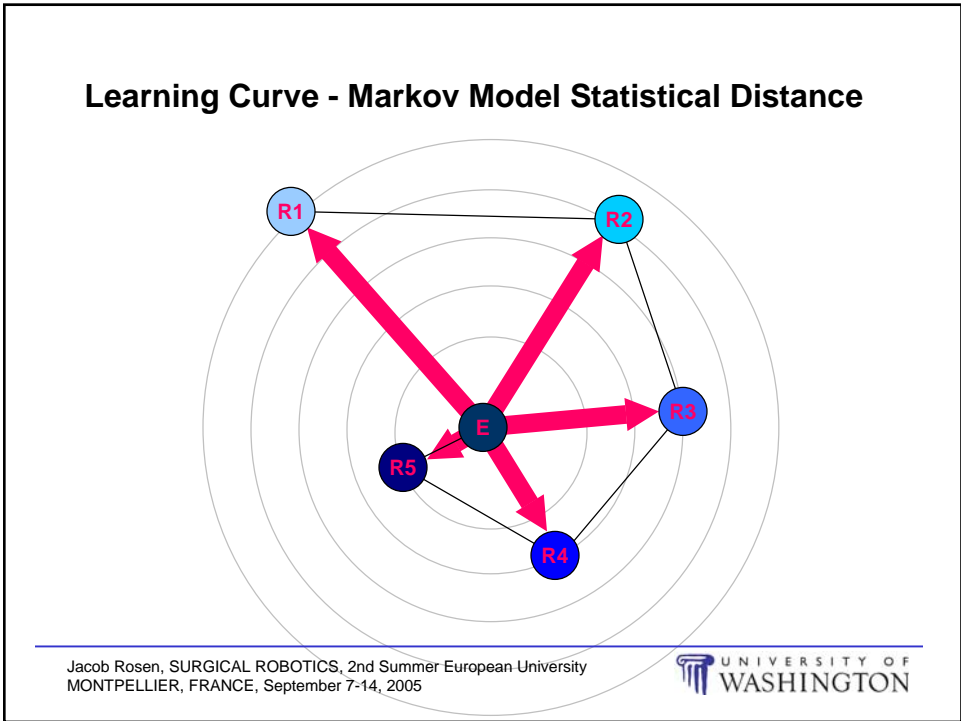 Learning Curve - Markov Model Statistical Distance
R1
R2
R3
E
R5
R4
Jacob Rosen, SURGICAL ROBOTICS, 2nd Summer European University
MONTPELLIER, FRANCE, September 7-14, 2005
UNIVERSITY OF
WASHINGTON